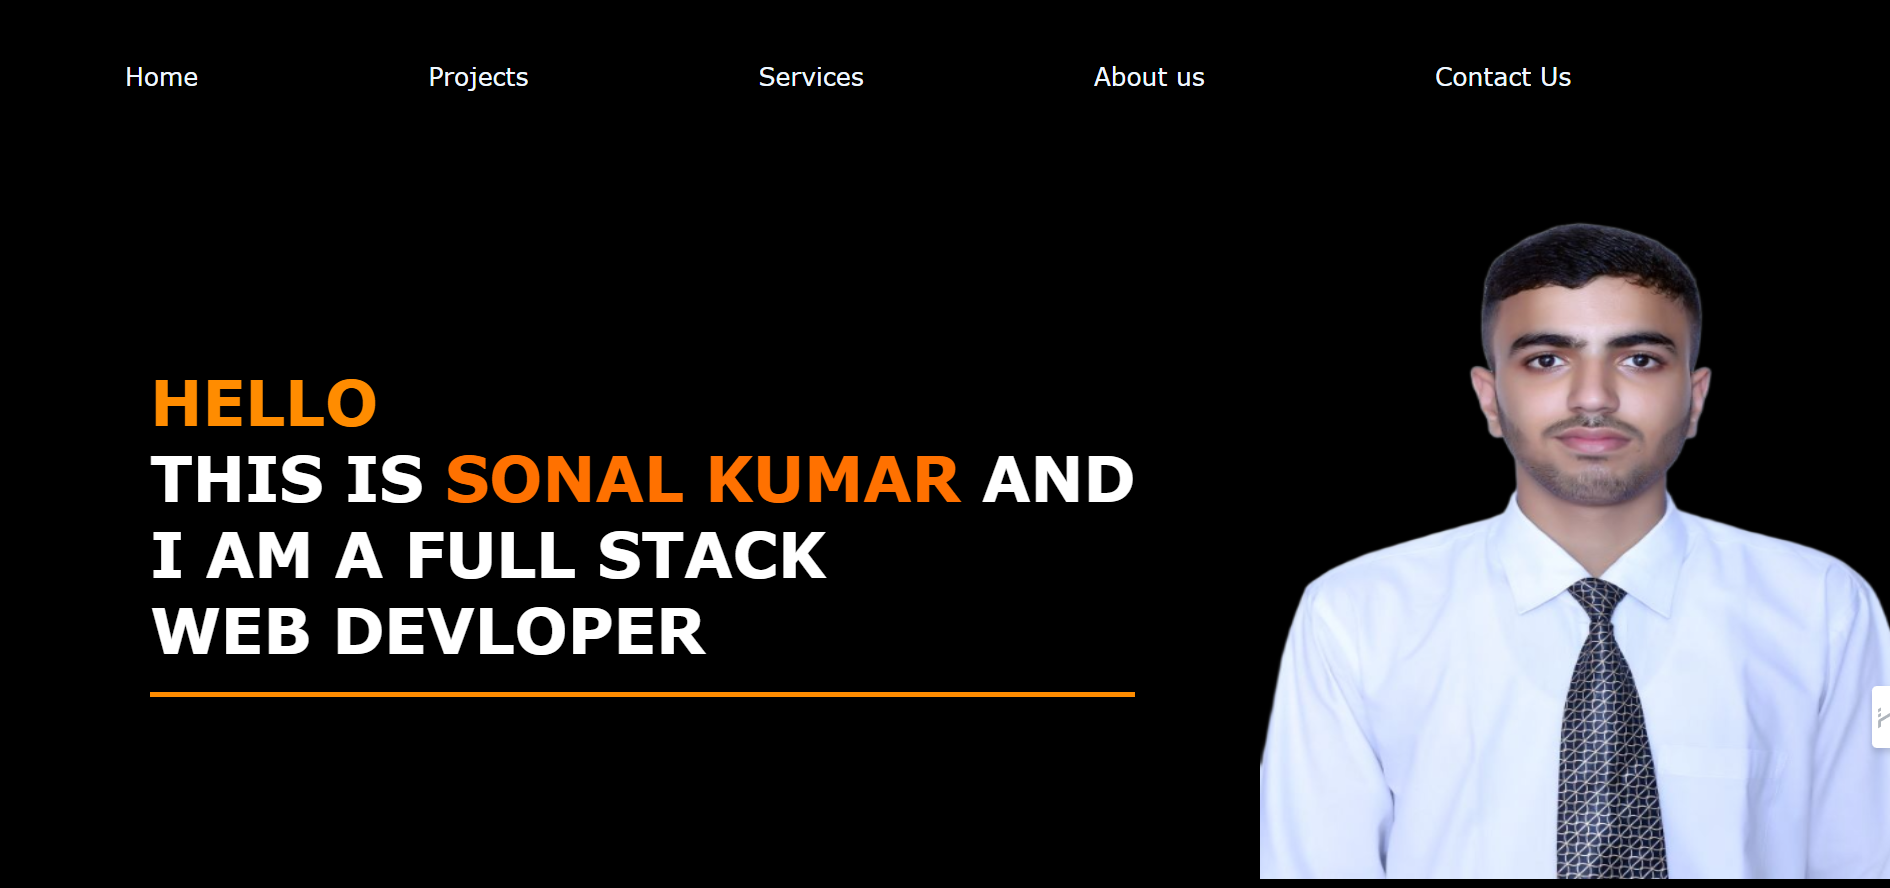 Home Projects Services About us Contact Us
HELLO
THIS IS SONAL KUMAR AND
I AM A FULL STACK
WEB DEVLOPER